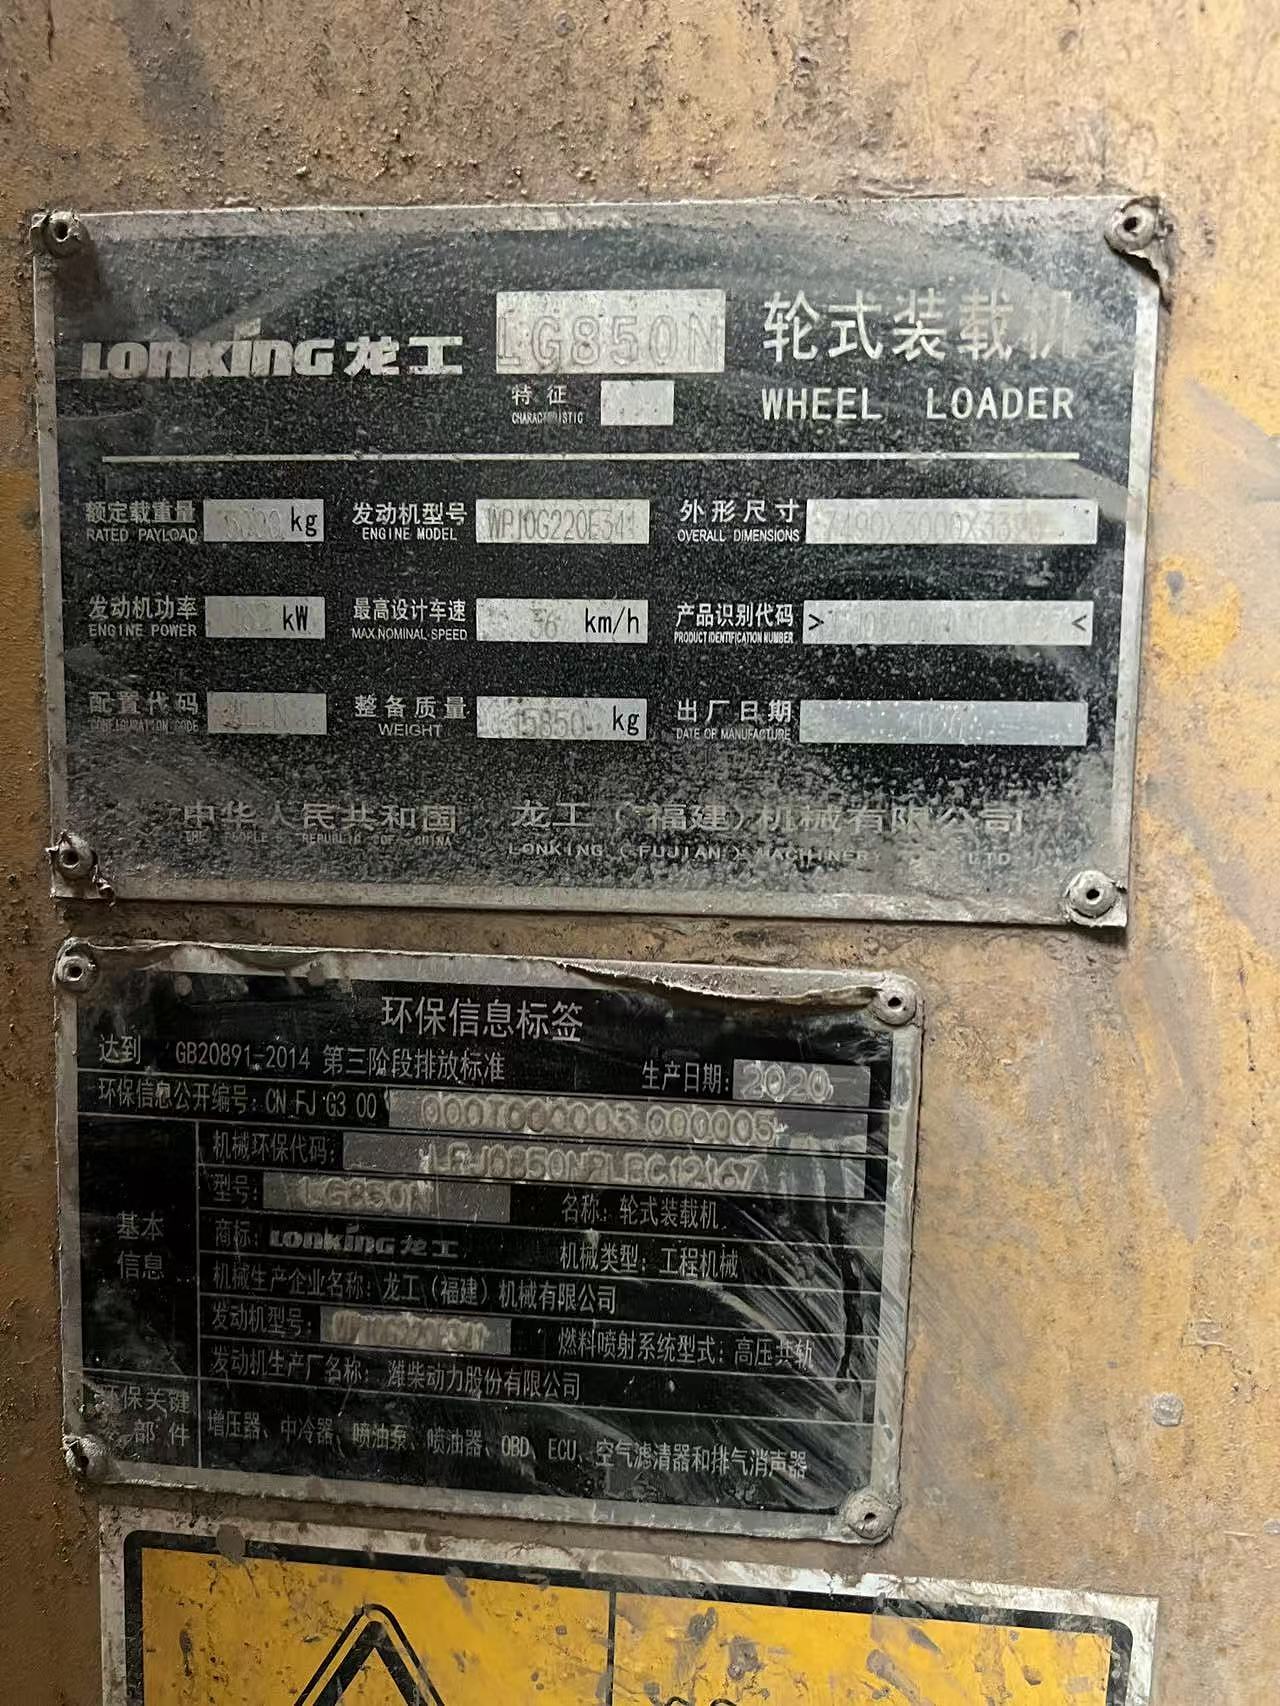 LONKING 龙工 LG850N 轮式装载机
特征
CHARACTERISTIC
WHEEL LOADER
额定载重量 kg 发动机型号 外形尺寸
RATED PAYLOAD ENGINE MODEL OVERALL DIMENSIONS
发动机功率 kW 最高设计车速 36 km/h 产品识别代码 > <
ENGINE POWER MAX.NOMINAL SPEED PRODUCT IDENTIFICATION NUMBER
配置代码 整备质量 15850 kg 出厂日期
CONFIGURATION CODE WEIGHT DATE OF MANUFACTURE
中华人民共和国 龙工（福建）机械有限公司
THE PEOPLE'S REPUBLIC OF CHINA LONKING (FUJIAN) MACHINERY LTD
环保信息标签
达到 GB20891-2014 第三阶段排放标准 生产日期: 2020
环保信息公开编号: CN FJ G3 00 000005
机械环保代码:
型号: LG850N 名称: 轮式装载机
基本信息
商标: LONKING 龙工 机械类型: 工程机械
机械生产企业名称: 龙工（福建）机械有限公司
发动机型号: 燃料喷射系统型式: 高压共轨
发动机生产厂名称: 潍柴动力股份有限公司
环保关键部件
增压器、中冷器、喷油泵、喷油器、OBD、ECU、空气滤清器和排气消声器